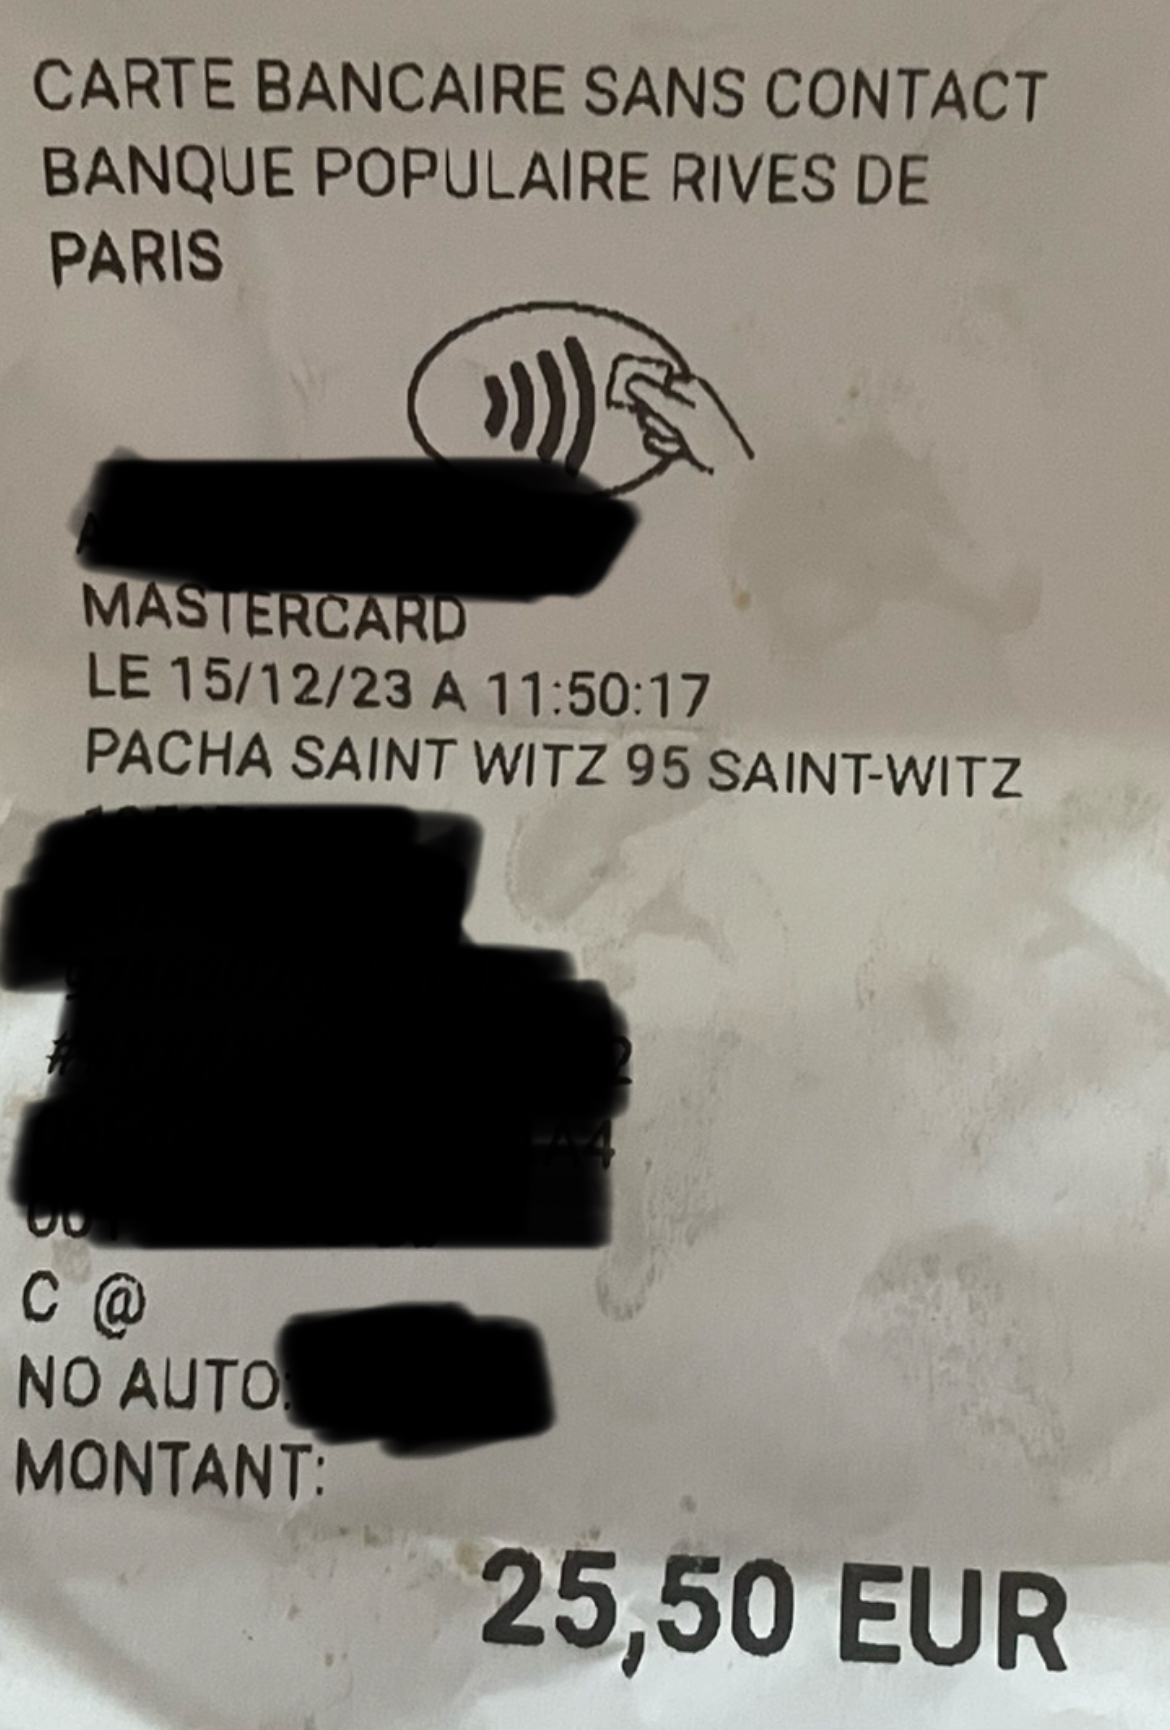 CARTE BANCAIRE SANS CONTACT
BANQUE POPULAIRE RIVES DE
PARIS
MASTERCARD
LE 15/12/23 A 11:50:17
PACHA SAINT WITZ 95 SAINT-WITZ
C @
NO AUTO:
MONTANT:
25,50 EUR